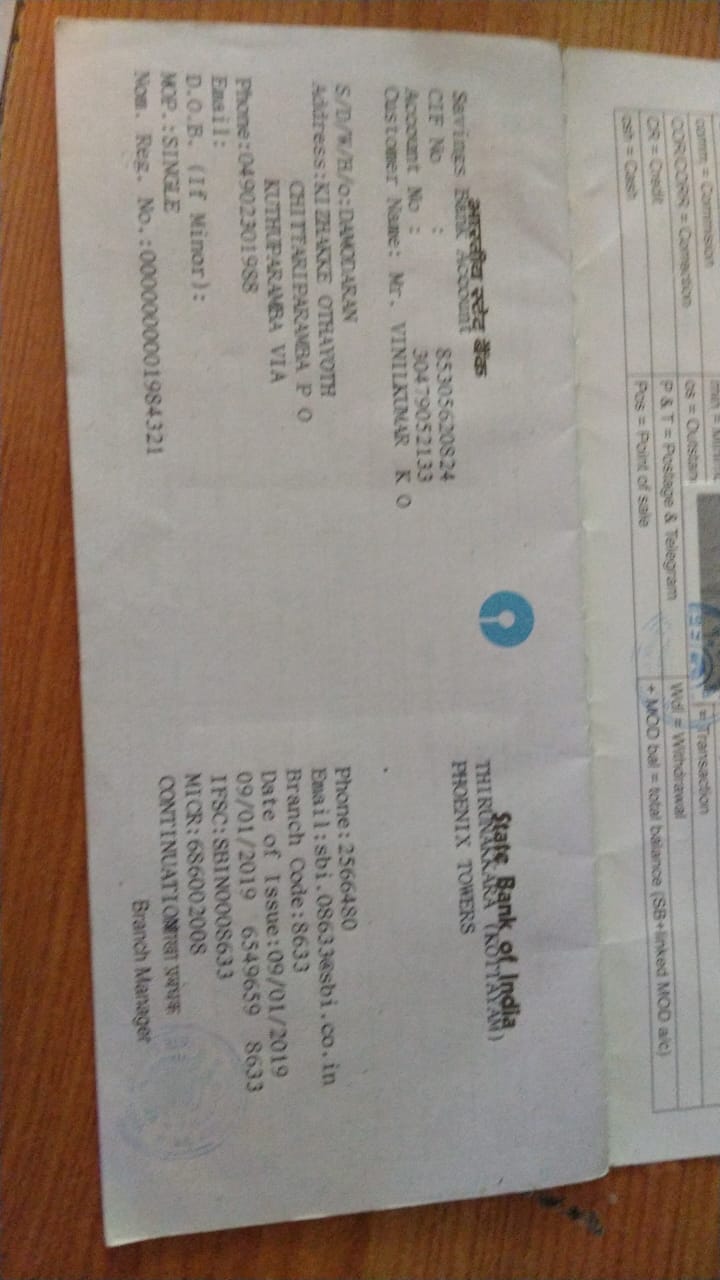 भारतीय स्टेट बैंक
Savings Bank Account
CIF No : 85305620824
Account No : 30479052133
Customer Name: Mr. VINILKUMAR K O
S/D/W/H/o:DAMODARAN
Address:KIZHAKKE OTHAYOTH
CHITTARIPARAMBA P O
KUTHUPARAMBA VIA
Phone:04902301988
Email:
D.O.B. (If Minor):
MOP.:SINGLE
Nom. Reg. No.:0000000001984321
State Bank of India
THIRUNAKKARA (KOTTAYAM)
PHOENIX TOWERS
Phone:2566480
Email:sbi.08633@sbi.co.in
Branch Code:8633
Date of Issue:09/01/2019
09/01/2019 6549659 8633
IFSC:SBIN0008633
MICR:686002008
CONTINUATION प्रबंधक
Branch Manager
comm = Commision
COR/CORR = Correction
CR = Credit
csh = Cash
os = Outstan
P & T = Postage & Telegram
Pos = Point of sale
= Transaction
Wdl = Withdrawal
+ MOD bal = total balance (SB+linked MOD a/c)